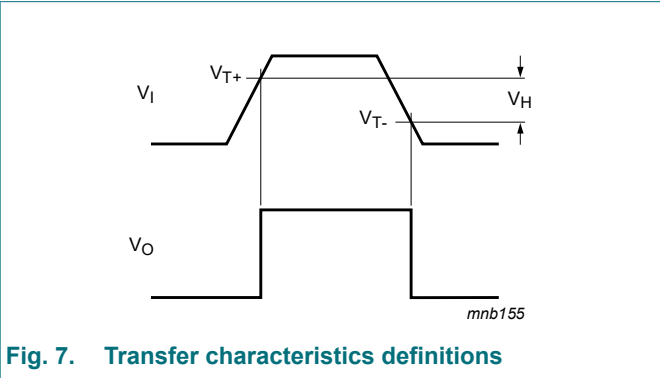 VT+
VI
VH
VT-
VO
mnb155
Fig. 7. Transfer characteristics definitions